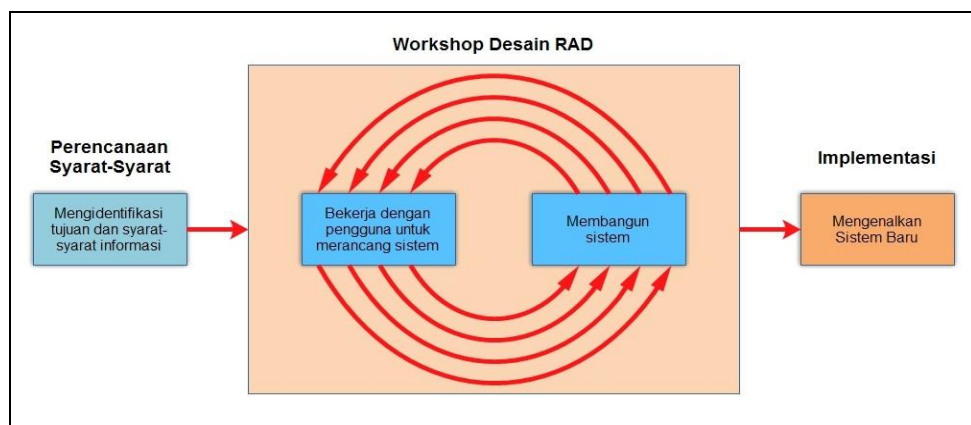 Workshop Desain RAD
Perencanaan
Syarat-Syarat
Mengidentifikasi
tujuan dan syarat-
syarat informasi
Bekerja dengan
pengguna untuk
merancang sistem
Membangun
sistem
Implementasi
Mengenalkan
Sistem Baru